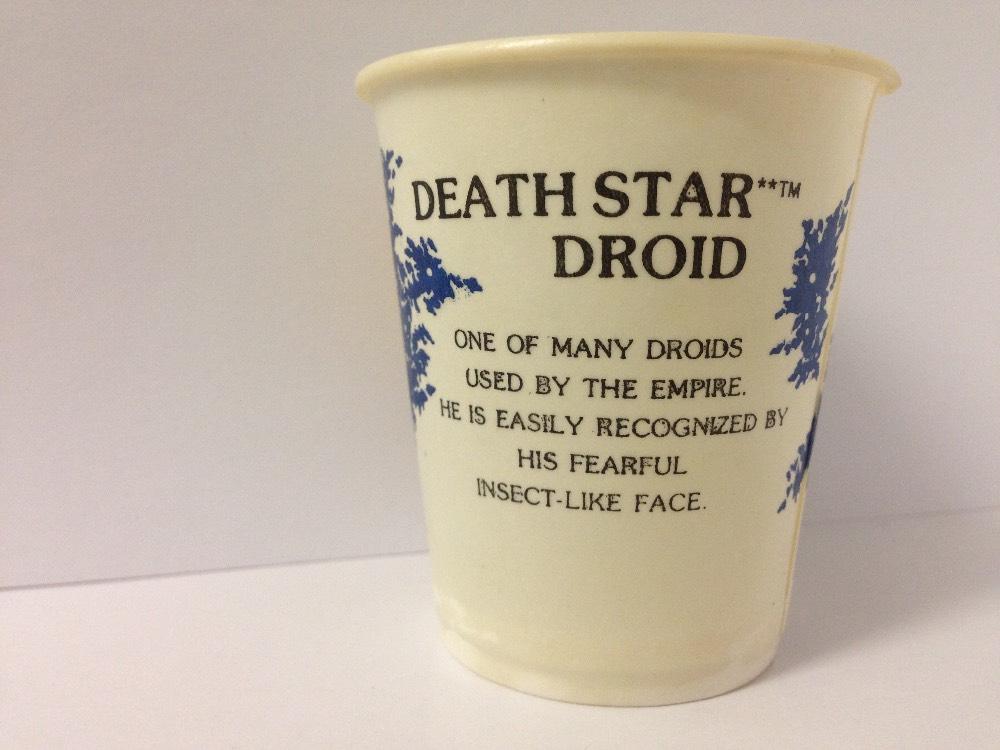 DEATH STAR**™
DROID
ONE OF MANY DROIDS
USED BY THE EMPIRE.
HE IS EASILY RECOGNIZED BY
HIS FEARFUL
INSECT-LIKE FACE.